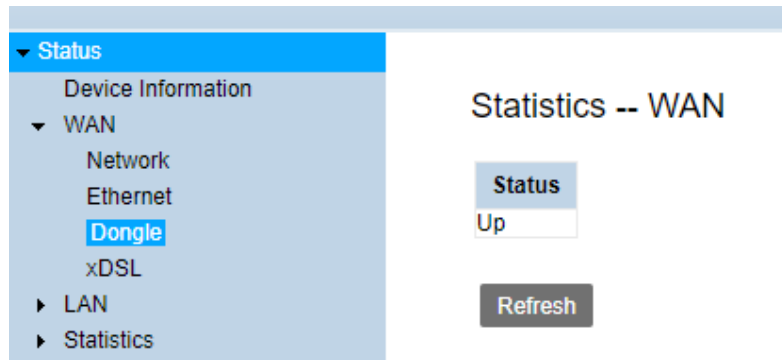 Status
Device Information
WAN
Network
Ethernet
Dongle
xDSL
LAN
Statistics
Statistics -- WAN
Status
Up
Refresh